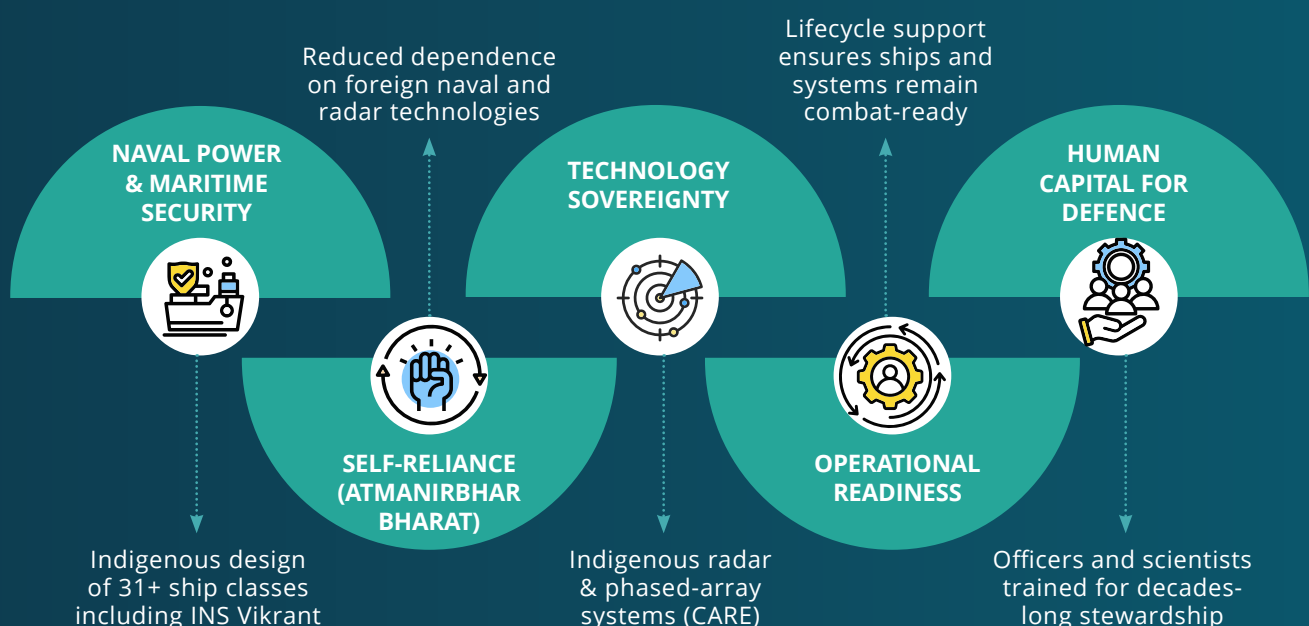 NAVAL POWER
& MARITIME
SECURITY
Indigenous design
of 31+ ship classes
including INS Vikrant
Reduced dependence
on foreign naval and
radar technologies
SELF-RELIANCE
(ATMANIRBHAR
BHARAT)
TECHNOLOGY
SOVEREIGNTY
Indigenous radar
& phased-array
systems (CARE)
Lifecycle support
ensures ships and
systems remain
combat-ready
OPERATIONAL
READINESS
HUMAN
CAPITAL FOR
DEFENCE
Officers and scientists
trained for decades-
long stewardship